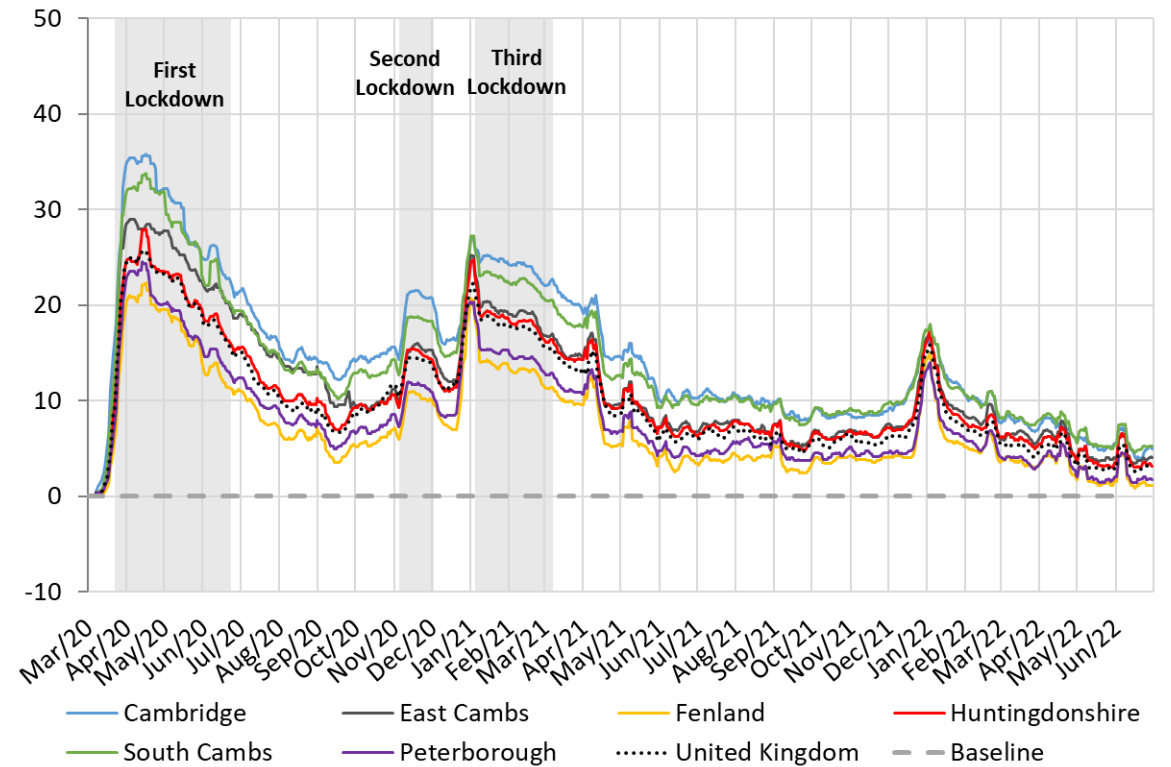 50
40
30
20
10
0
-10
First
Lockdown
Second
Lockdown
Third
Lockdown
Mar/20
Apr/20
May/20
Jun/20
Jul/20
Aug/20
Sep/20
Oct/20
Nov/20
Dec/20
Jan/21
Feb/21
Mar/21
Apr/21
May/21
Jun/21
Jul/21
Aug/21
Sep/21
Oct/21
Nov/21
Dec/21
Jan/22
Feb/22
Mar/22
Apr/22
May/22
Jun/22
Cambridge East Cambs Fenland Huntingdonshire
South Cambs Peterborough United Kingdom Baseline